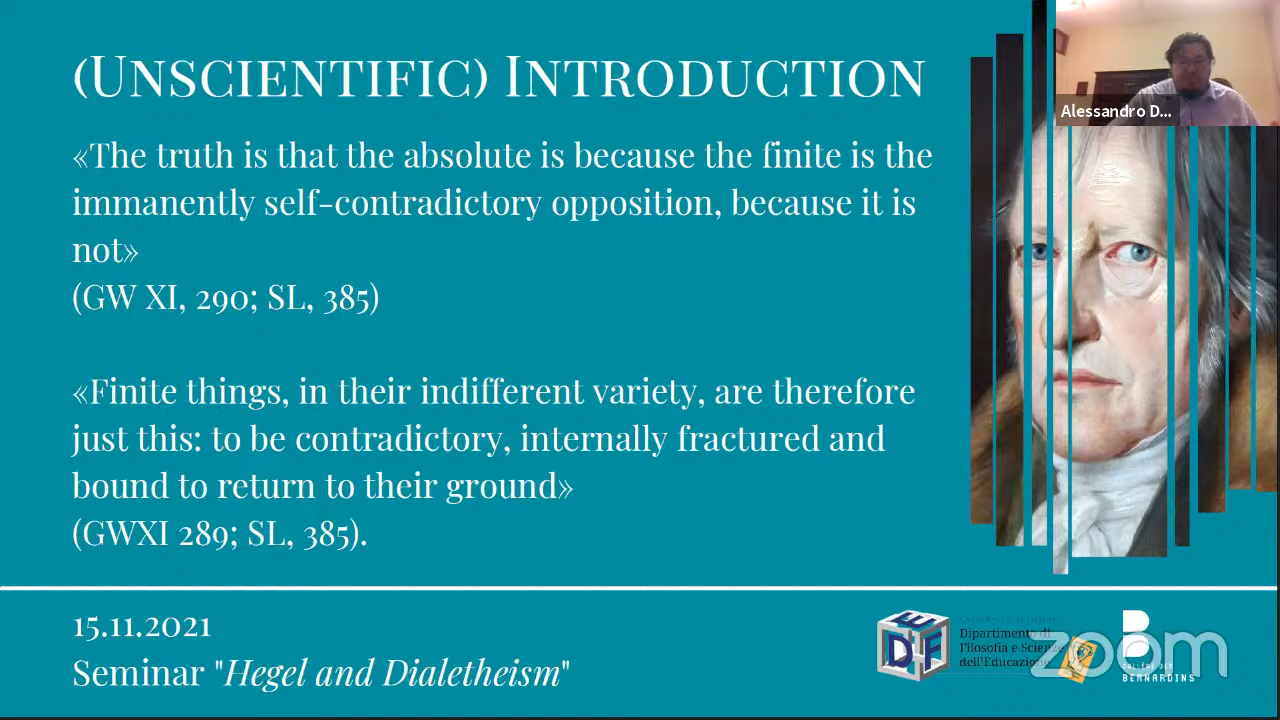 (Unscientific) Introduction
Alessandro D...
«The truth is that the absolute is because the finite is the
immanently self-contradictory opposition, because it is
not»
(GW XI, 290; SL, 385)
«Finite things, in their indifferent variety, are therefore
just this: to be contradictory, internally fractured and
bound to return to their ground»
(GWXI 289; SL, 385).
15.11.2021
Seminar "Hegel and Dialetheism"
Dipartimento di
Filosofia e Scienze
dell'Educazione
zoom
BERNARDINS